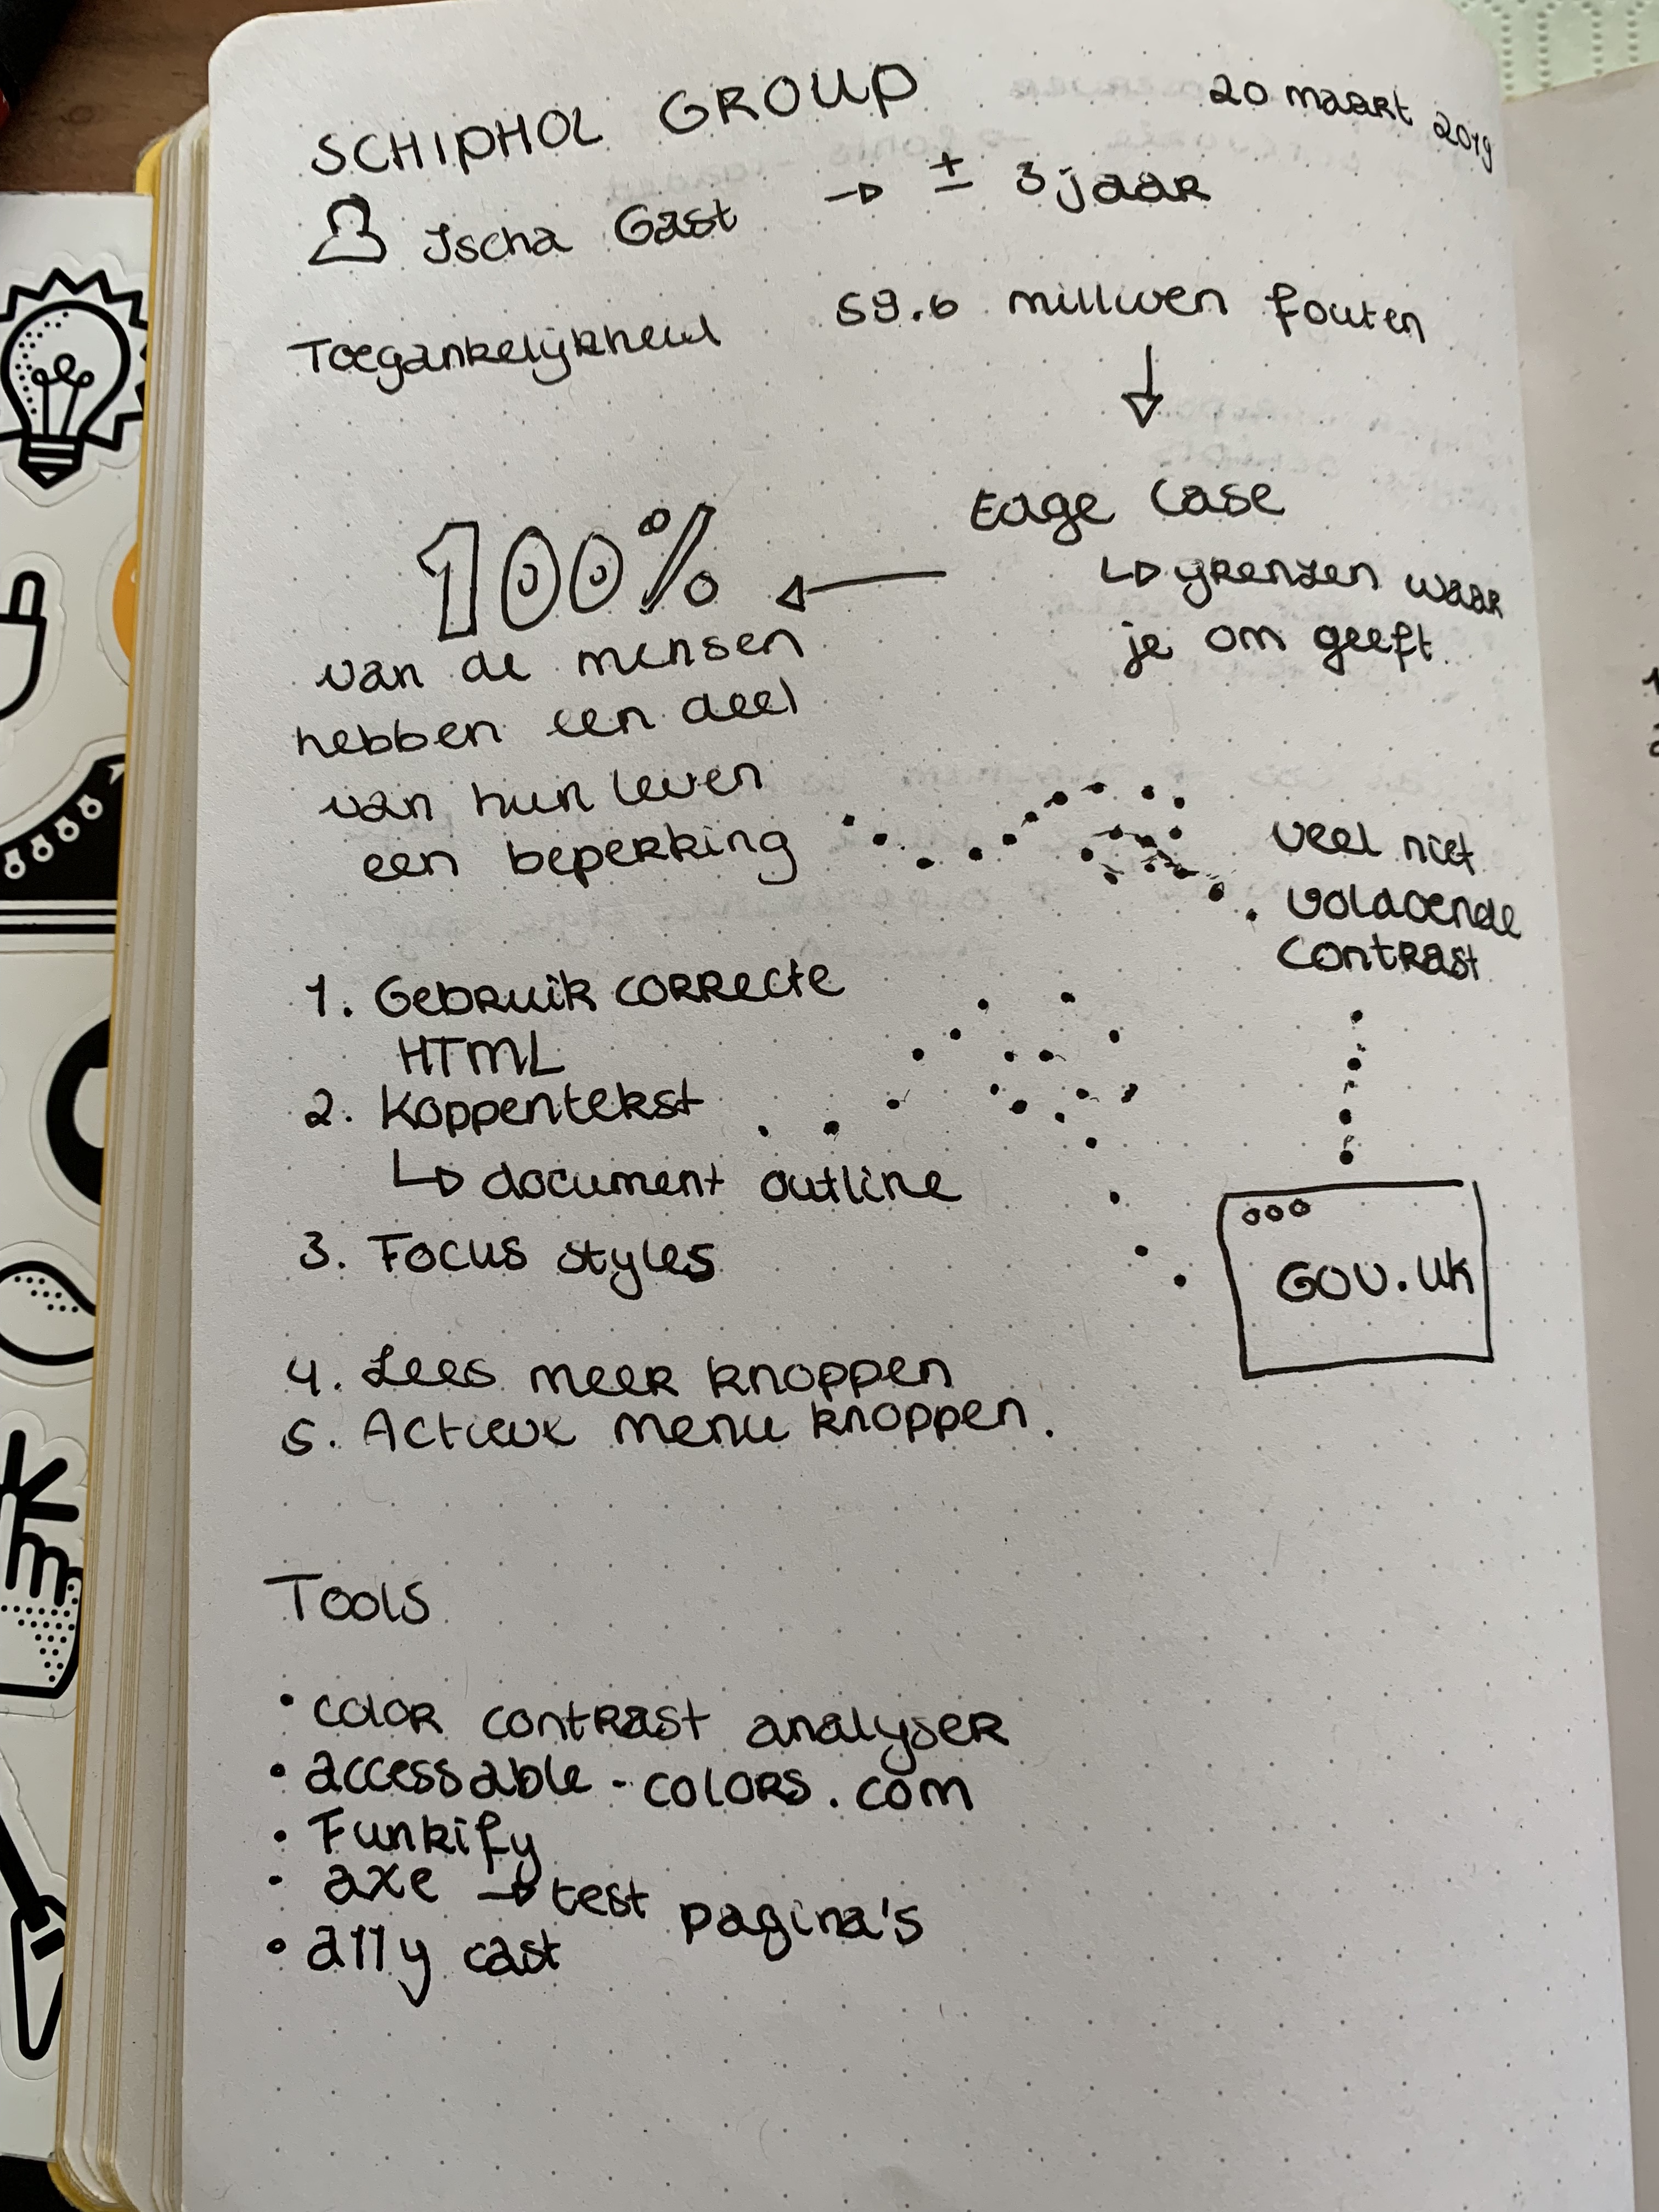 SCHIPHOL GROUP
20 maart 2019
Ischa Gast → ± 3 jaar
Toegankelijkheid
59.6 millioen fouten
↓
Edge Case
↳ grenzen waar
je om geeft
←
100%
van de mensen
hebben een deel
van hun leven
een beperking
veel niet
voldoende
contrast
1. Gebruik correcte
HTML
2. Koppentekst
↳ document outline
3. Focus styles
GOV.UK
4. Lees meer knoppen
5. Actieve menu knoppen.
Tools
• color contrast analyser
• accessable-colors.com
• Funkify
• axe → test pagina's
• a11y cast